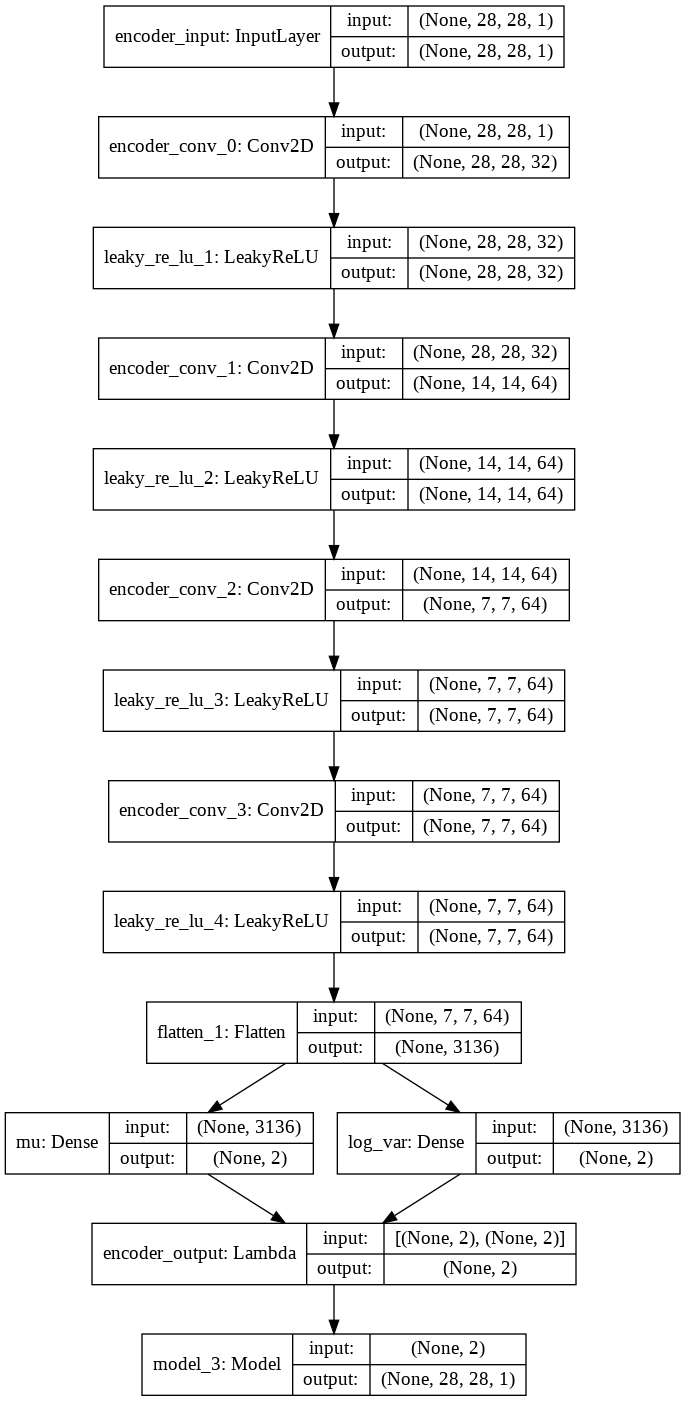 encoder_input: InputLayer
input: (None, 28, 28, 1)
output: (None, 28, 28, 1)
encoder_conv_0: Conv2D
input: (None, 28, 28, 1)
output: (None, 28, 28, 32)
leaky_re_lu_1: LeakyReLU
input: (None, 28, 28, 32)
output: (None, 28, 28, 32)
encoder_conv_1: Conv2D
input: (None, 28, 28, 32)
output: (None, 14, 14, 64)
leaky_re_lu_2: LeakyReLU
input: (None, 14, 14, 64)
output: (None, 14, 14, 64)
encoder_conv_2: Conv2D
input: (None, 14, 14, 64)
output: (None, 7, 7, 64)
leaky_re_lu_3: LeakyReLU
input: (None, 7, 7, 64)
output: (None, 7, 7, 64)
encoder_conv_3: Conv2D
input: (None, 7, 7, 64)
output: (None, 7, 7, 64)
leaky_re_lu_4: LeakyReLU
input: (None, 7, 7, 64)
output: (None, 7, 7, 64)
flatten_1: Flatten
input: (None, 7, 7, 64)
output: (None, 3136)
mu: Dense
input: (None, 3136)
output: (None, 2)
log_var: Dense
input: (None, 3136)
output: (None, 2)
encoder_output: Lambda
input: [(None, 2), (None, 2)]
output: (None, 2)
model_3: Model
input: (None, 2)
output: (None, 28, 28, 1)